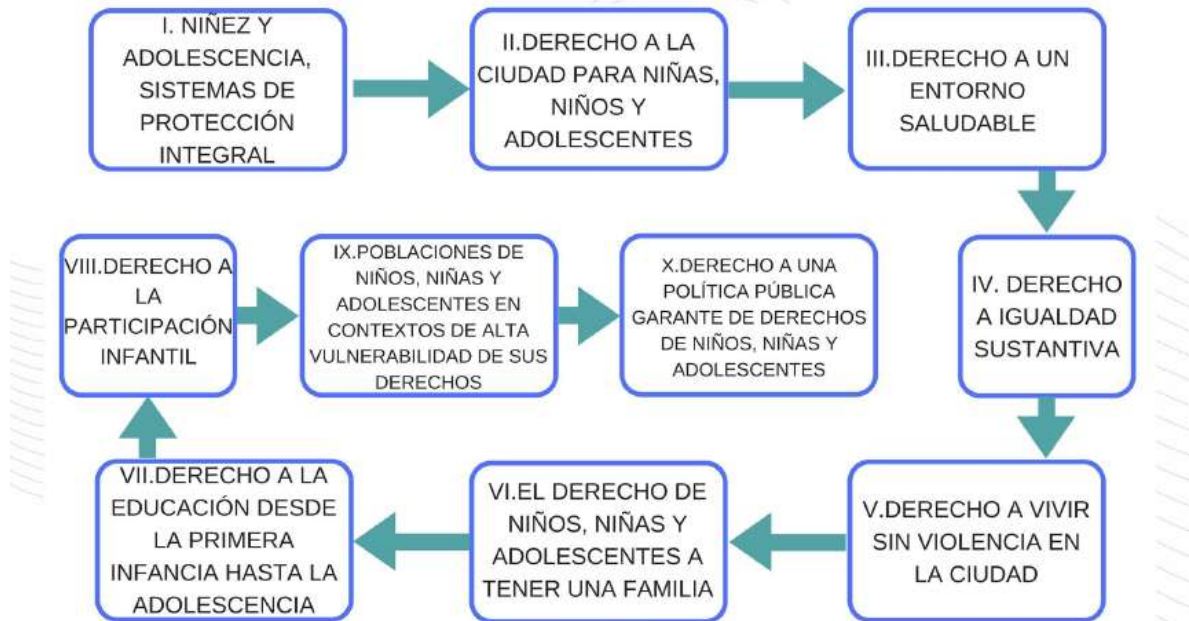 I. NIÑEZ Y
ADOLESCENCIA,
SISTEMAS DE
PROTECCIÓN
INTEGRAL
II.DERECHO A LA
CIUDAD PARA NIÑAS,
NIÑOS Y
ADOLESCENTES
III.DERECHO A UN
ENTORNO
SALUDABLE
IV. DERECHO
A IGUALDAD
SUSTANTIVA
V.DERECHO A VIVIR
SIN VIOLENCIA EN
LA CIUDAD
VI.EL DERECHO DE
NIÑOS, NIÑAS Y
ADOLESCENTES A
TENER UNA FAMILIA
VII.DERECHO A LA
EDUCACIÓN DESDE
LA PRIMERA
INFANCIA HASTA LA
ADOLESCENCIA
VIII.DERECHO A
LA
PARTICIPACIÓN
INFANTIL
IX.POBLACIONES DE
NIÑOS, NIÑAS Y
ADOLESCENTES EN
CONTEXTOS DE ALTA
VULNERABILIDAD DE SUS
DERECHOS
X.DERECHO A UNA
POLÍTICA PÚBLICA
GARANTE DE DERECHOS
DE NIÑOS, NIÑAS Y
ADOLESCENTES